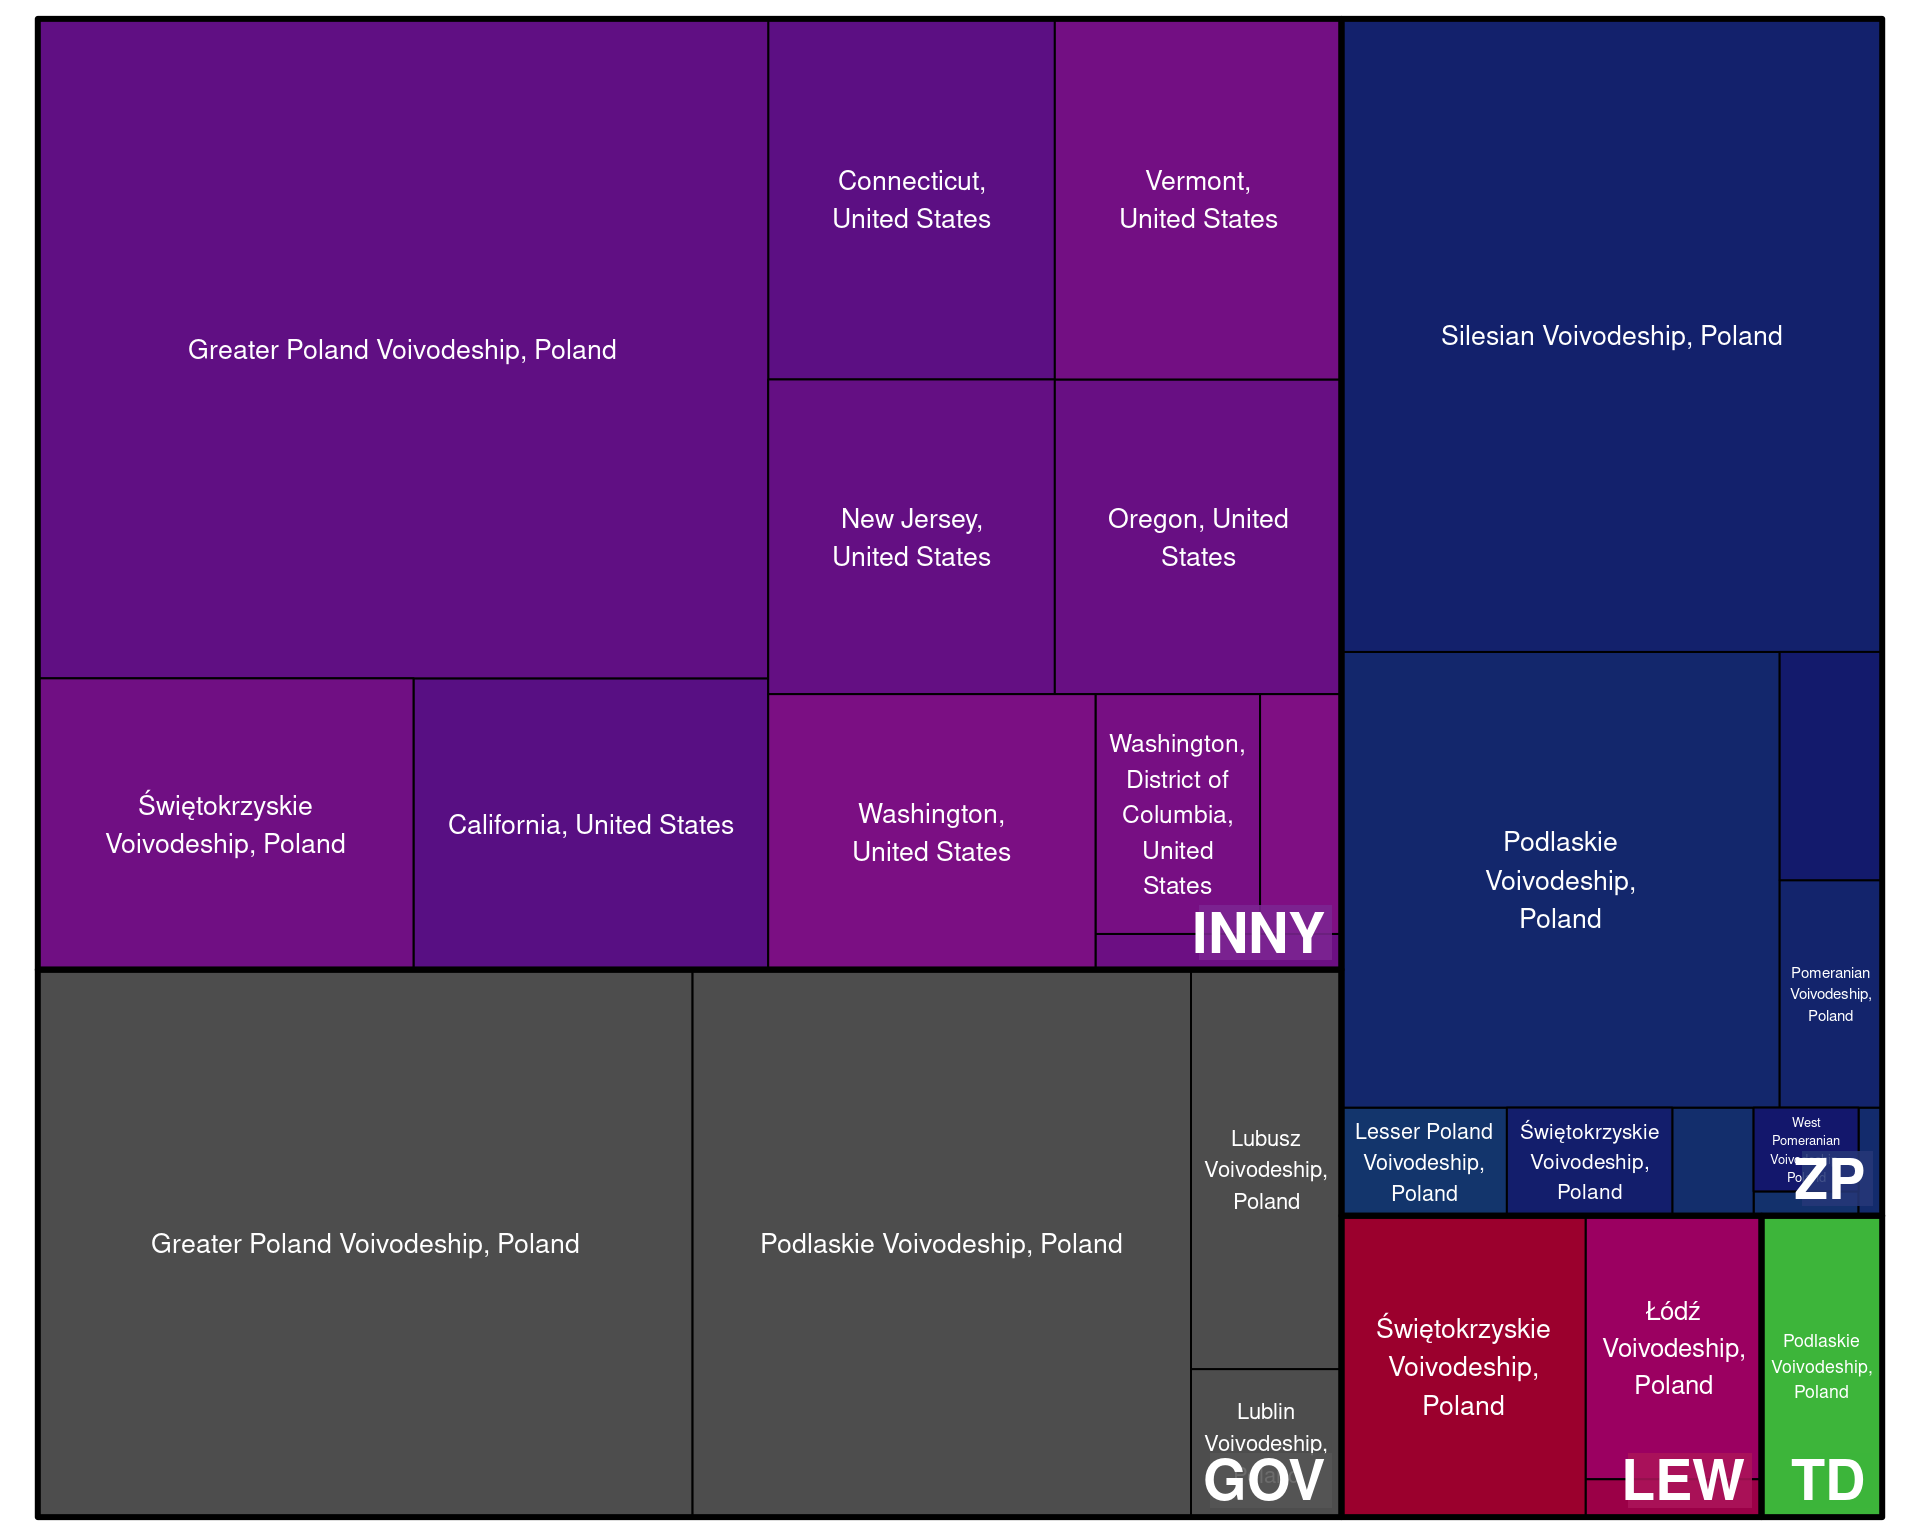 Greater Poland Voivodeship, Poland
Connecticut,
United States
Vermont,
United States
New Jersey,
United States
Oregon, United
States
Świętokrzyskie
Voivodeship, Poland
California, United States
Washington,
United States
Washington,
District of
Columbia,
United
States
INNY
Silesian Voivodeship, Poland
Podlaskie
Voivodeship,
Poland
Pomeranian
Voivodeship,
Poland
Lesser Poland
Voivodeship,
Poland
Świętokrzyskie
Voivodeship,
Poland
West
Pomeranian
ZP
Greater Poland Voivodeship, Poland
Podlaskie Voivodeship, Poland
Lubusz
Voivodeship,
Poland
Lublin
Voivodeship,
GOV
Świętokrzyskie
Voivodeship,
Poland
Łódź
Voivodeship,
Poland
LEW
Podlaskie
Voivodeship,
Poland
TD